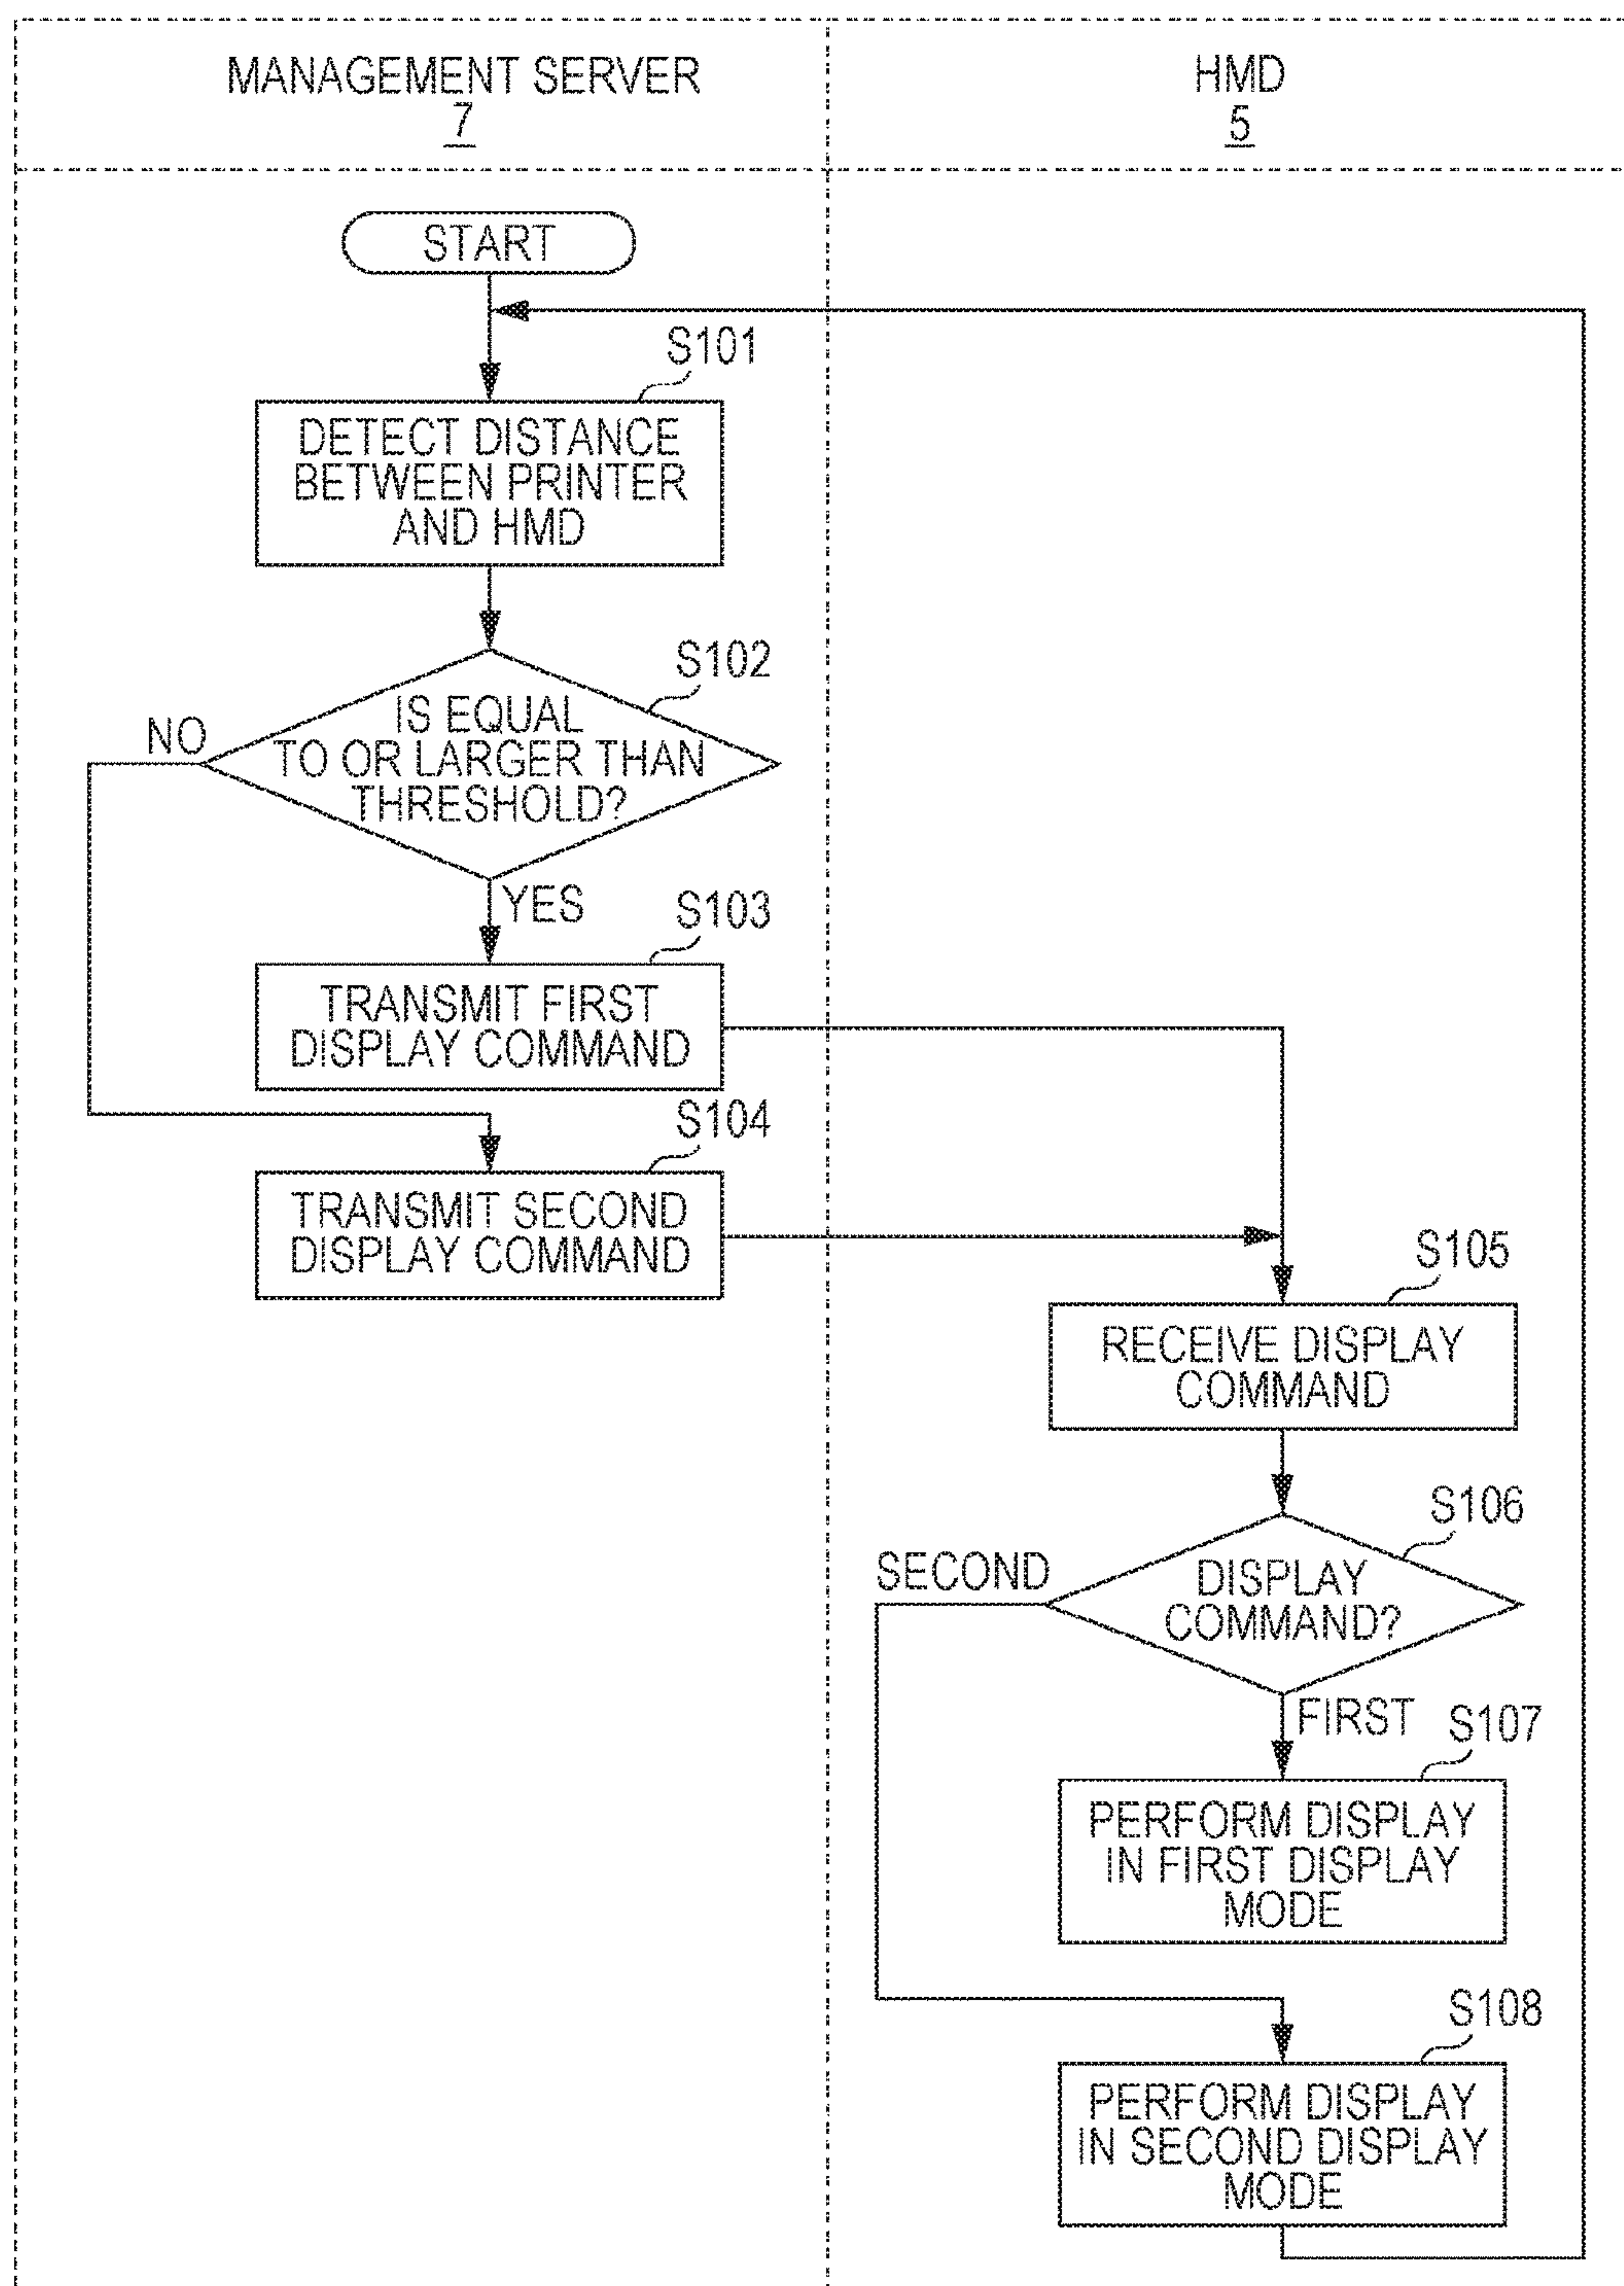 MANAGEMENT SERVER
7
HMD
5
START
S101
DETECT DISTANCE
BETWEEN PRINTER
AND HMD
S102
IS EQUAL
TO OR LARGER THAN
THRESHOLD?
NO
YES
S103
TRANSMIT FIRST
DISPLAY COMMAND
S104
TRANSMIT SECOND
DISPLAY COMMAND
S105
RECEIVE DISPLAY
COMMAND
S106
DISPLAY
COMMAND?
SECOND
FIRST
S107
PERFORM DISPLAY
IN FIRST DISPLAY
MODE
S108
PERFORM DISPLAY
IN SECOND DISPLAY
MODE